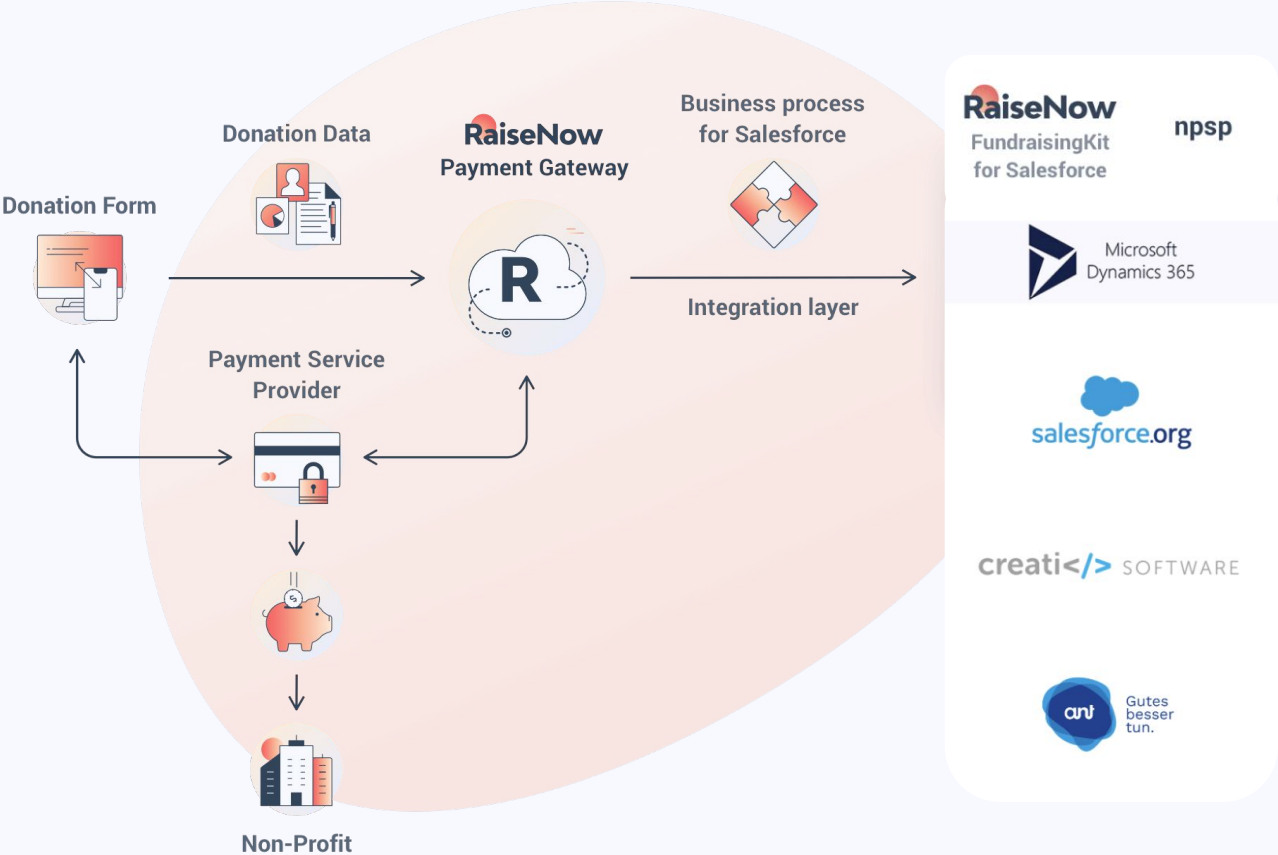 Donation Form
Donation Data
RaiseNow
Payment Gateway
R
Business process
for Salesforce
Integration layer
Payment Service
Provider
Non-Profit
RaiseNow
FundraisingKit
for Salesforce
npsp
Microsoft
Dynamics 365
salesforce.org
creati</> SOFTWARE
ant
Gutes
besser
tun.